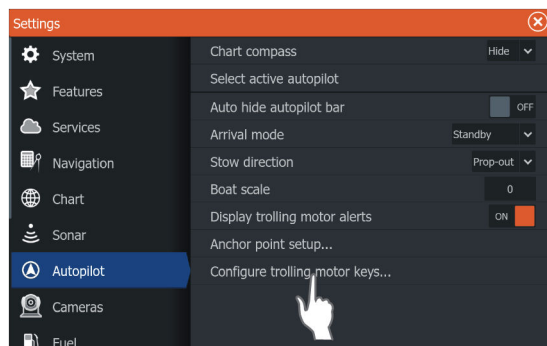 Settings
System
Features
Services
Navigation
Chart
Sonar
Autopilot
Cameras
Fuel
Chart compass Hide
Select active autopilot
Auto hide autopilot bar OFF
Arrival mode Standby
Stow direction Prop-out
Boat scale 0
Display trolling motor alerts ON
Anchor point setup...
Configure trolling motor keys...